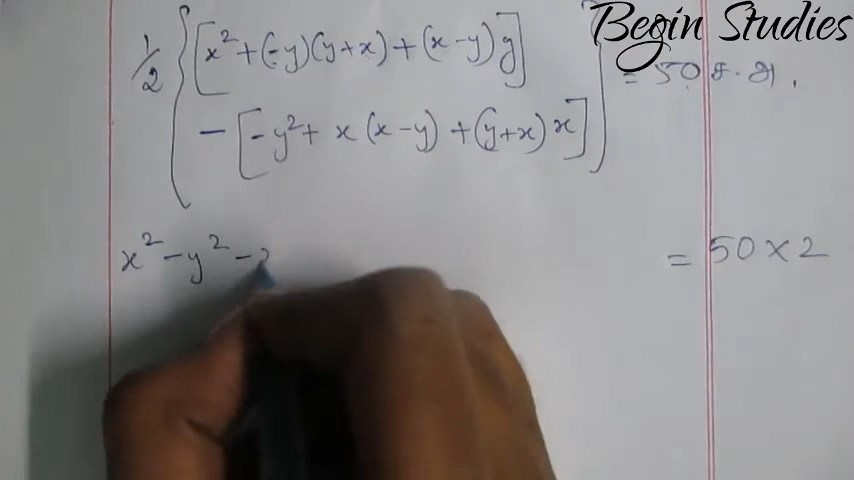 Begin Studies
1/2 { [x² + (-y)(y+x) + (x-y) y]
- [-y² + x (x-y) + (y+x) x] } = 50 ச. அ.
x² - y² - = 50 × 2